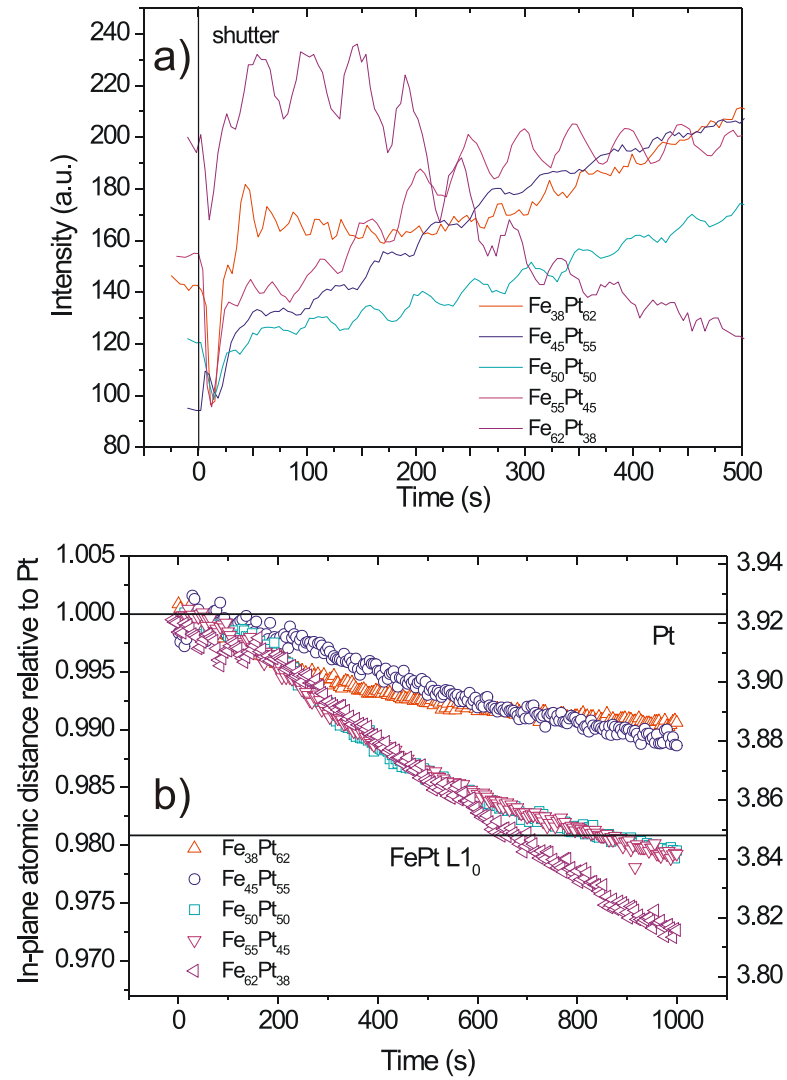 a)
shutter
240
220
200
180
160
140
120
100
80
Intensity (a.u.)
Fe38Pt62
Fe45Pt55
Fe50Pt50
Fe55Pt45
Fe62Pt38
0 100 200 300 400 500
Time (s)
1.005
1.000
0.995
0.990
0.985
0.980
0.975
0.970
In-plane atomic distance relative to Pt
3.94
3.92
3.90
3.88
3.86
3.84
3.82
3.80
Pt
b)
FePt L10
Fe38Pt62
Fe45Pt55
Fe50Pt50
Fe55Pt45
Fe62Pt38
0 200 400 600 800 1000
Time (s)